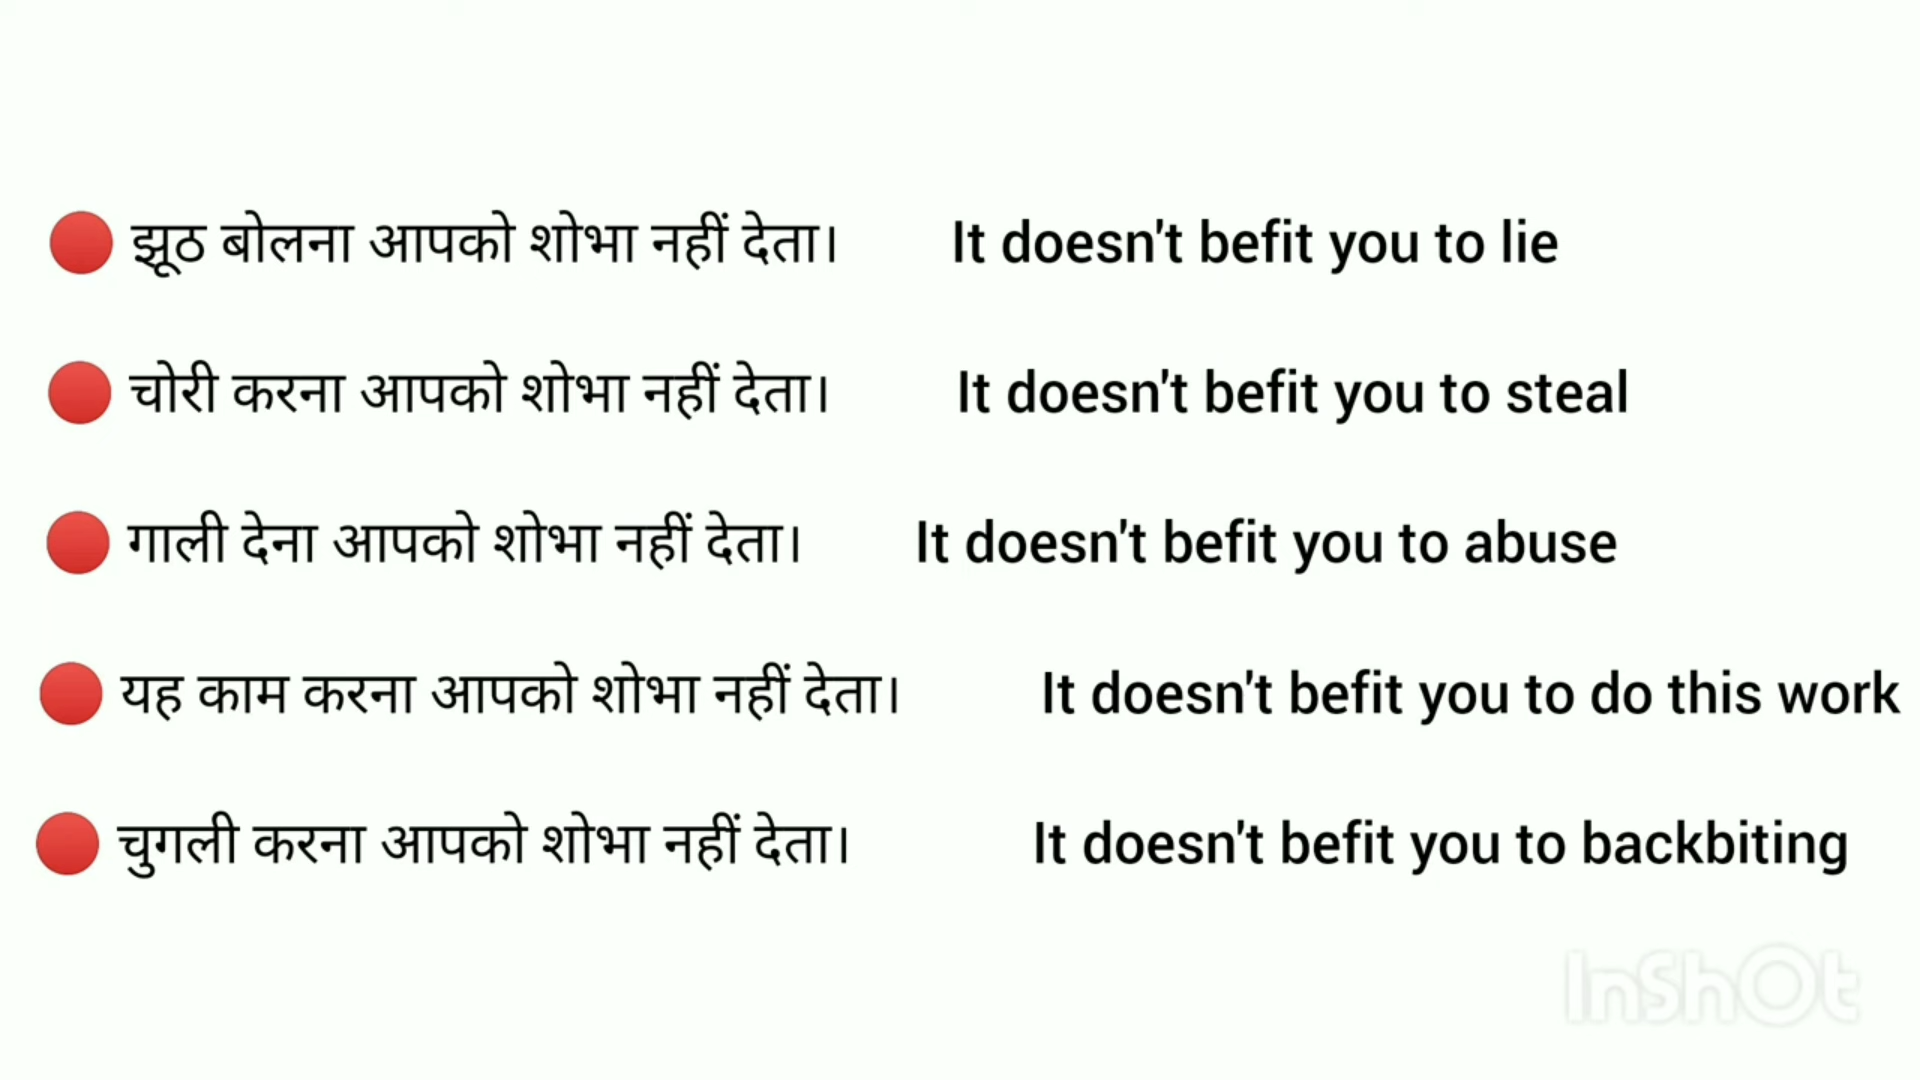 🔴 झूठ बोलना आपको शोभा नहीं देता। It doesn't befit you to lie
🔴 चोरी करना आपको शोभा नहीं देता। It doesn't befit you to steal
🔴 गाली देना आपको शोभा नहीं देता। It doesn't befit you to abuse
🔴 यह काम करना आपको शोभा नहीं देता। It doesn't befit you to do this work
🔴 चुगली करना आपको शोभा नहीं देता। It doesn't befit you to backbiting
InShOt